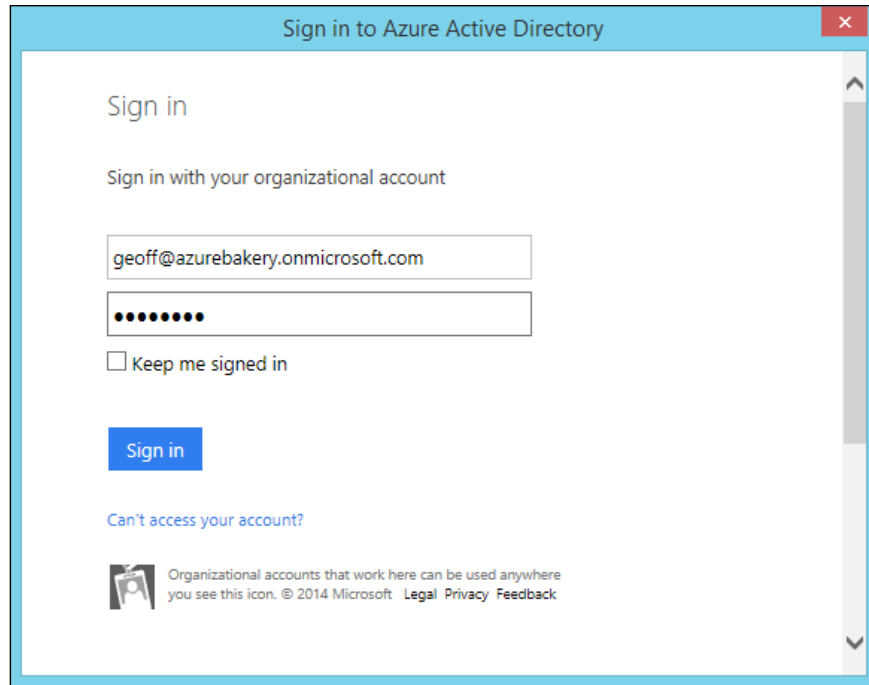 Sign in to Azure Active Directory
Sign in
Sign in with your organizational account
geoff@azurebakery.onmicrosoft.com
••••••••
Keep me signed in
Sign in
Can't access your account?
Organizational accounts that work here can be used anywhere
you see this icon. © 2014 Microsoft Legal Privacy Feedback